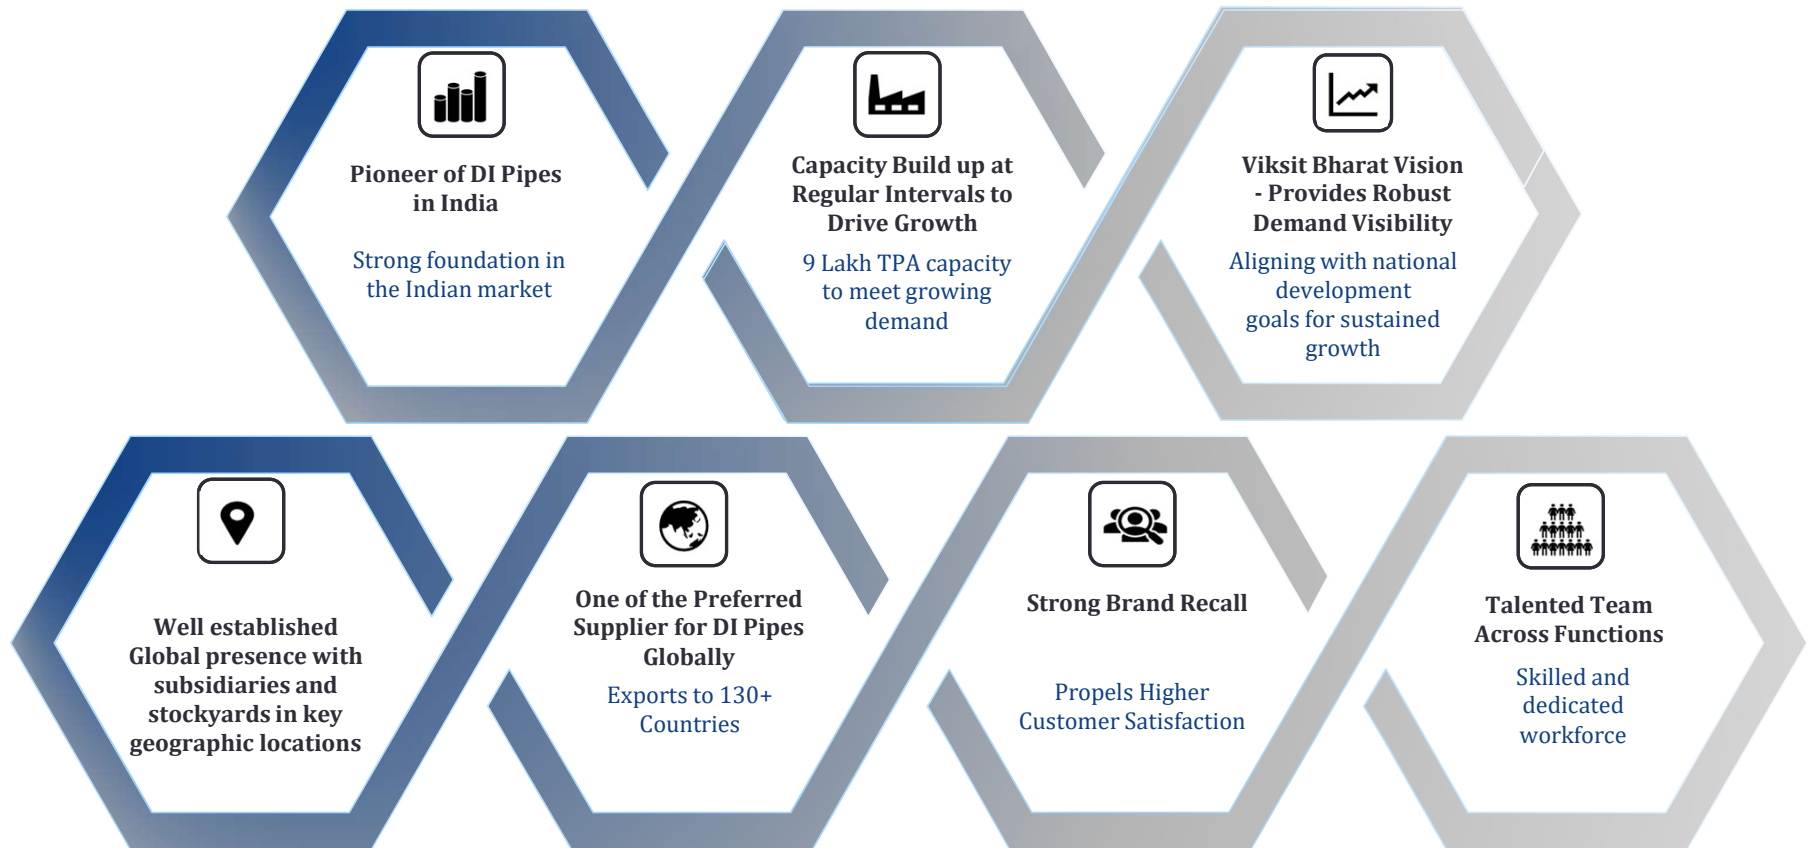 Pioneer of DI Pipes
in India
Strong foundation in
the Indian market
Capacity Build up at
Regular Intervals to
Drive Growth
9 Lakh TPA capacity
to meet growing
demand
Viksit Bharat Vision
- Provides Robust
Demand Visibility
Aligning with national
development
goals for sustained
growth
Well established
Global presence with
subsidiaries and
stockyards in key
geographic locations
One of the Preferred
Supplier for DI Pipes
Globally
Exports to 130+
Countries
Strong Brand Recall
Propels Higher
Customer Satisfaction
Talented Team
Across Functions
Skilled and
dedicated
workforce